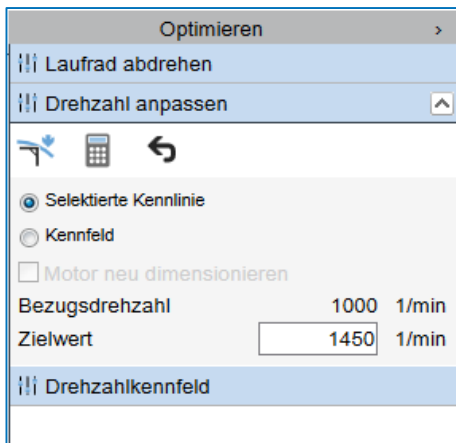 Optimieren >
Laufrad abdrehen
Drehzahl anpassen
Selektierte Kennlinie
Kennfeld
Motor neu dimensionieren
Bezugsdrehzahl 1000 1/min
Zielwert 1450 1/min
Drehzahlkennfeld